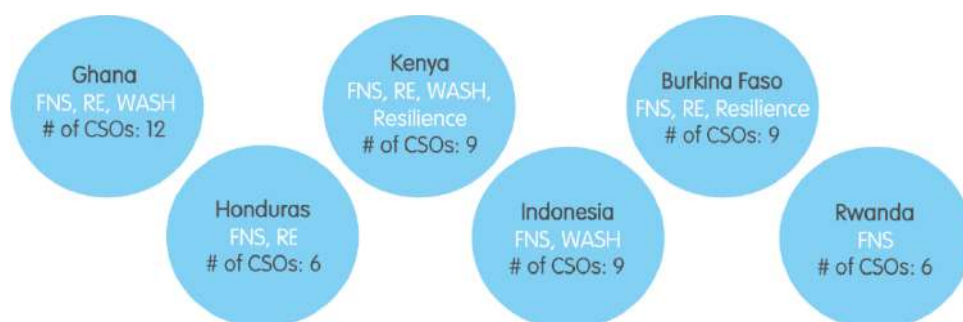 Ghana
FNS, RE, WASH
# of CSOs: 12
Kenya
FNS, RE, WASH,
Resilience
# of CSOs: 9
Burkina Faso
FNS, RE, Resilience
# of CSOs: 9
Honduras
FNS, RE
# of CSOs: 6
Indonesia
FNS, WASH
# of CSOs: 9
Rwanda
FNS
# of CSOs: 6